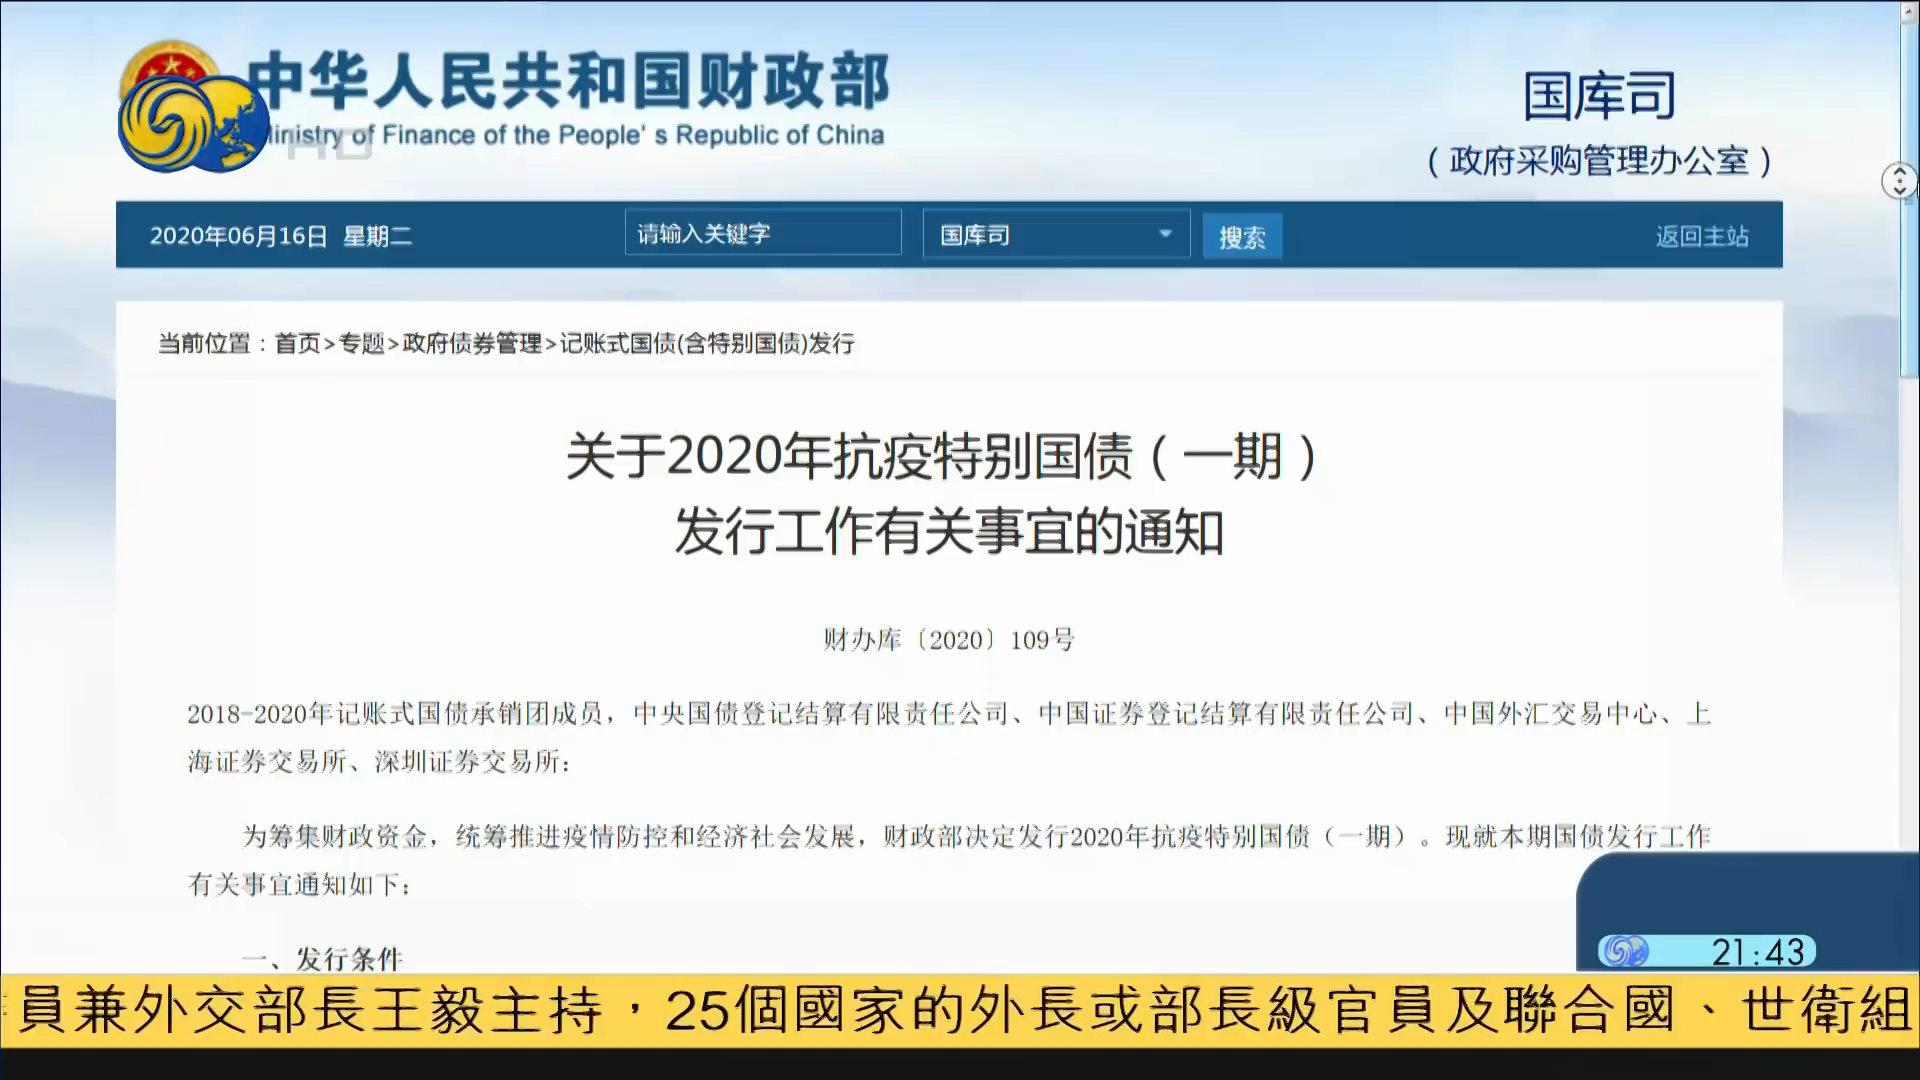 中华人民共和国财政部
Ministry of Finance of the People' s Republic of China
HD
国库司
（政府采购管理办公室）
2020年06月16日 星期二
请输入关键字
国库司
搜索
返回主站
当前位置：首页>专题>政府债券管理>记账式国债(含特别国债)发行
关于2020年抗疫特别国债（一期）
发行工作有关事宜的通知
财办库〔2020〕109号
2018-2020年记账式国债承销团成员，中央国债登记结算有限责任公司、中国证券登记结算有限责任公司、中国外汇交易中心、上
海证券交易所、深圳证券交易所：
为筹集财政资金，统筹推进疫情防控和经济社会发展，财政部决定发行2020年抗疫特别国债（一期）。现就本期国债发行工作
有关事宜通知如下：
一、发行条件
21:43
員兼外交部長王毅主持，25個國家的外長或部長級官員及聯合國、世衛組